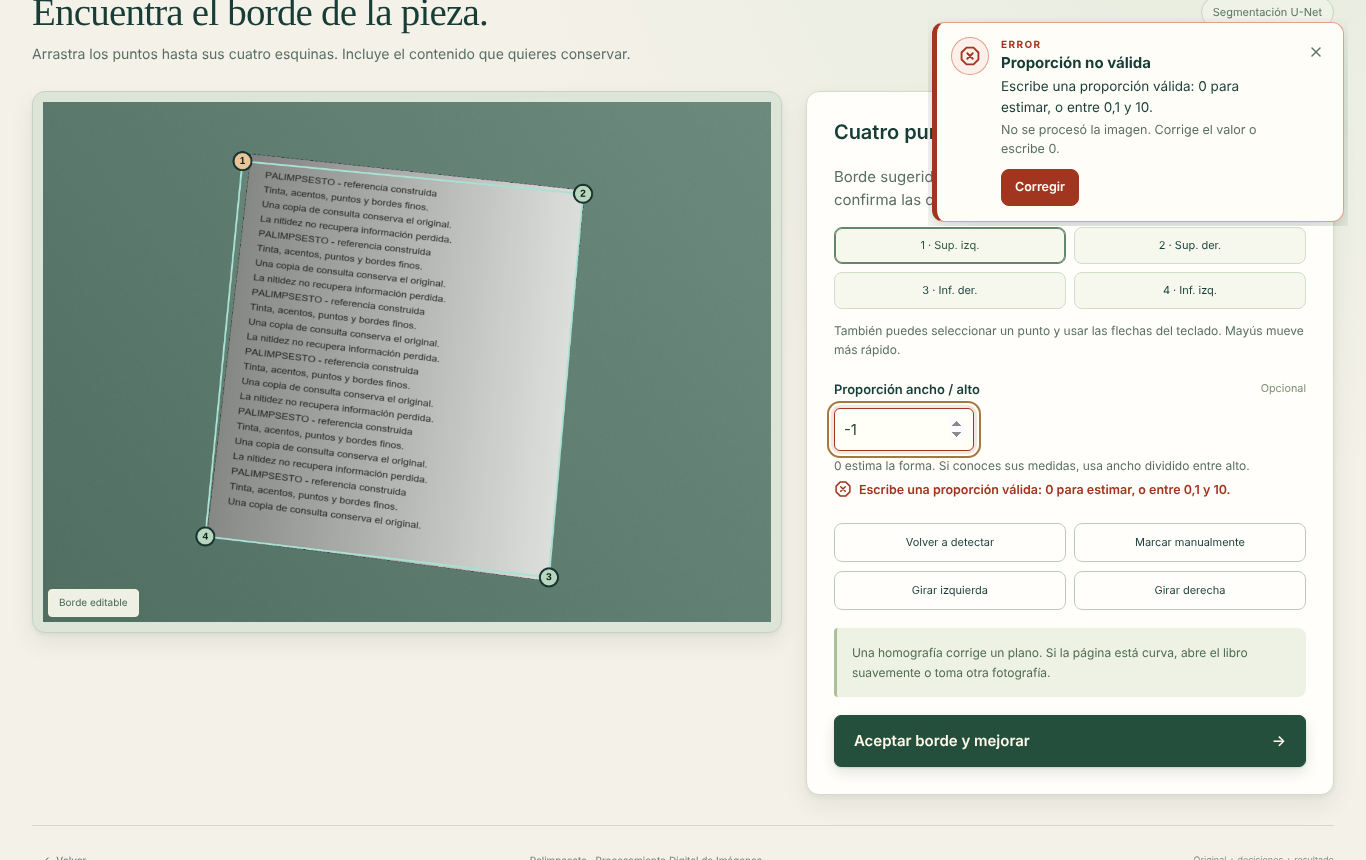 Encuentra el borde de la pieza.
Segmentación U-Net
Arrastra los puntos hasta sus cuatro esquinas. Incluye el contenido que quieres conservar.
ERROR
Proporción no válida
Escribe una proporción válida: 0 para
estimar, o entre 0,1 y 10.
No se procesó la imagen. Corrige el valor o
escribe 0.
Corregir
1
2
3
4
PALIMPSESTO - referencia construida
Tinta, acentos, puntos y bordes finos.
Una copia de consulta conserva el original.
La nitidez no recupera información perdida.
PALIMPSESTO - referencia construida
Tinta, acentos, puntos y bordes finos.
Una copia de consulta conserva el original.
La nitidez no recupera información perdida.
PALIMPSESTO - referencia construida
Tinta, acentos, puntos y bordes finos.
Una copia de consulta conserva el original.
La nitidez no recupera información perdida.
PALIMPSESTO - referencia construida
Tinta, acentos, puntos y bordes finos.
Una copia de consulta conserva el original.
La nitidez no recupera información perdida.
PALIMPSESTO - referencia construida
Tinta, acentos, puntos y bordes finos.
Una copia de consulta conserva el original.
La nitidez no recupera información perdida.
PALIMPSESTO - referencia construida
Tinta, acentos, puntos y bordes finos.
Una copia de consulta conserva el original.
Borde editable
Cuatro
Borde
confirma las
1 · Sup. izq.
2 · Sup. der.
3 · Inf. der.
4 · Inf. izq.
También puedes seleccionar un punto y usar las flechas del teclado. Mayús mueve
más rápido.
Proporción ancho / alto
Opcional
-1
0 estima la forma. Si conoces sus medidas, usa ancho dividido entre alto.
Escribe una proporción válida: 0 para estimar, o entre 0,1 y 10.
Volver a detectar
Marcar manualmente
Girar izquierda
Girar derecha
Una homografía corrige un plano. Si la página está curva, abre el libro
suavemente o toma otra fotografía.
Aceptar borde y mejorar →
Volver
Palimpsesto · Procesamiento Digital de Imágenes
Original + decisiones + resultado